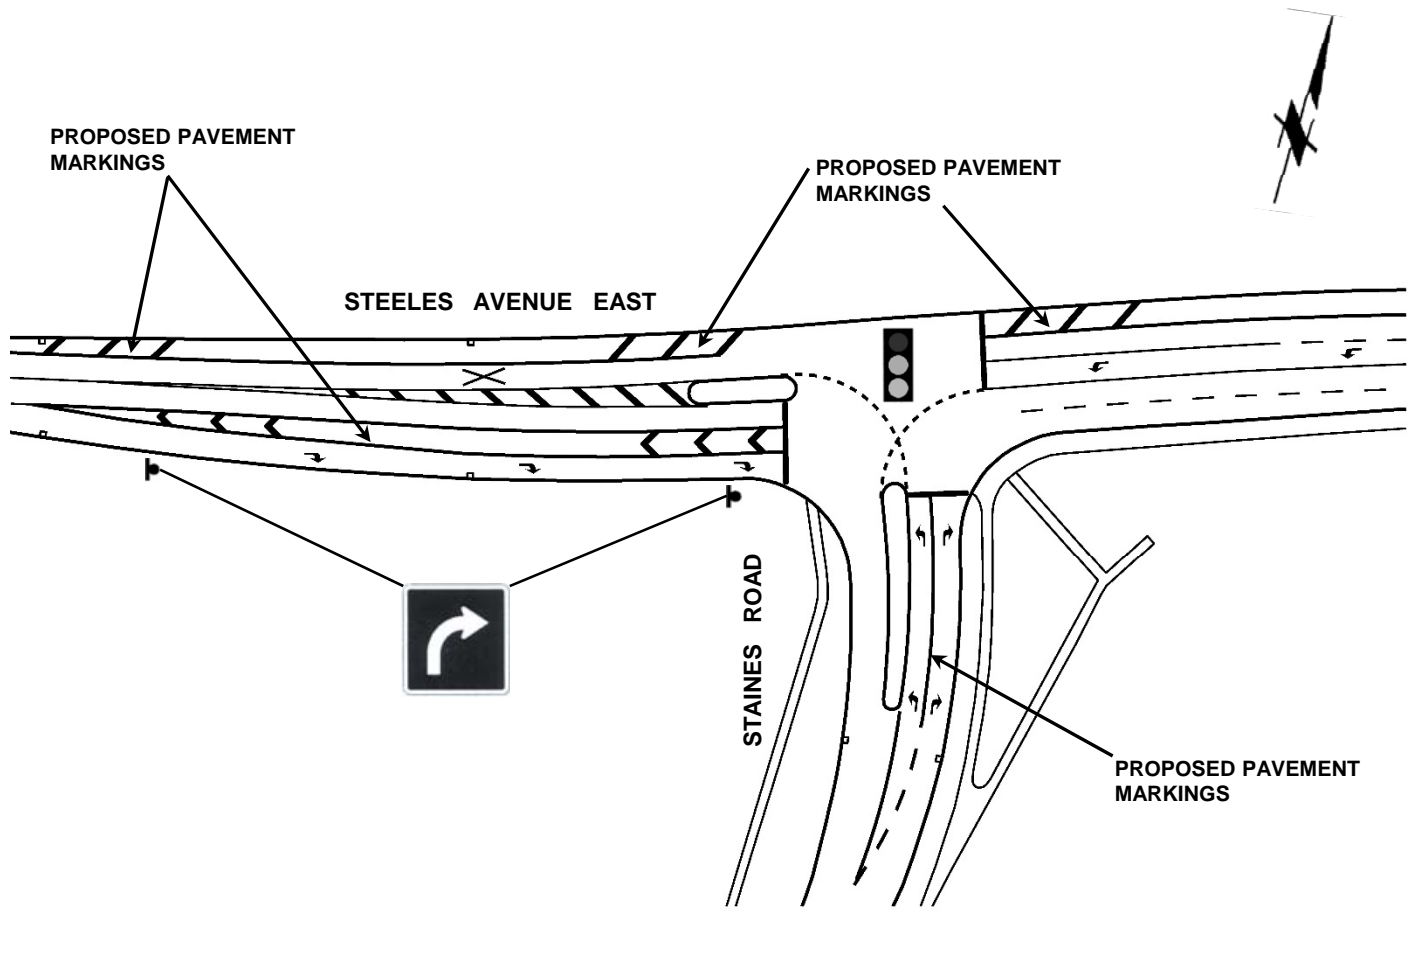 PROPOSED PAVEMENT
MARKINGS
PROPOSED PAVEMENT
MARKINGS
STEELES AVENUE EAST
STAINES ROAD
PROPOSED PAVEMENT
MARKINGS